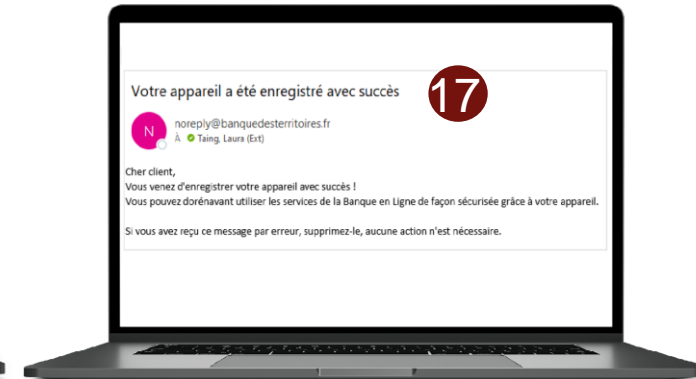 Votre appareil a été enregistré avec succès
17
N
noreply@banquedesterritoires.fr
À Taing, Laura (Ext)
Cher client,
Vous venez d'enregistrer votre appareil avec succès !
Vous pouvez dorénavant utiliser les services de la Banque en Ligne de façon sécurisée grâce à votre appareil.
Si vous avez reçu ce message par erreur, supprimez-le, aucune action n'est nécessaire.